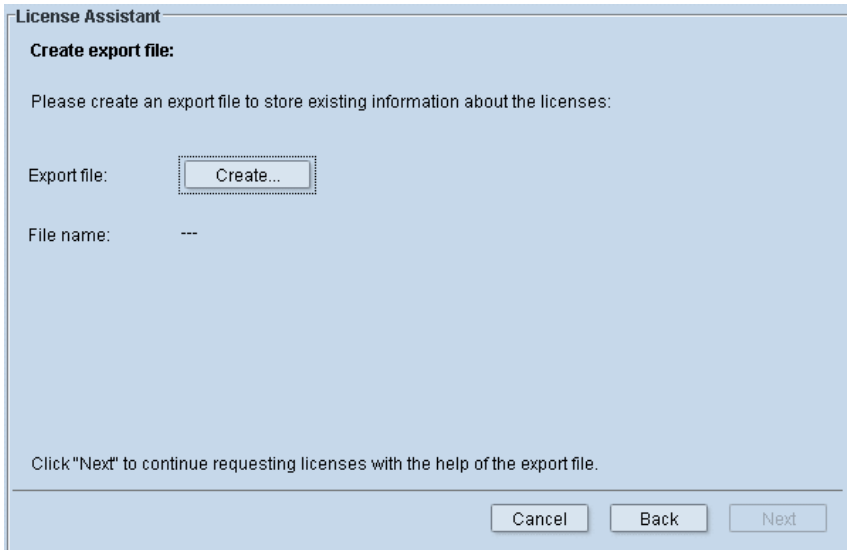 License Assistant
Create export file:
Please create an export file to store existing information about the licenses:
Export file: Create...
File name: ---
Click "Next" to continue requesting licenses with the help of the export file.
Cancel Back Next